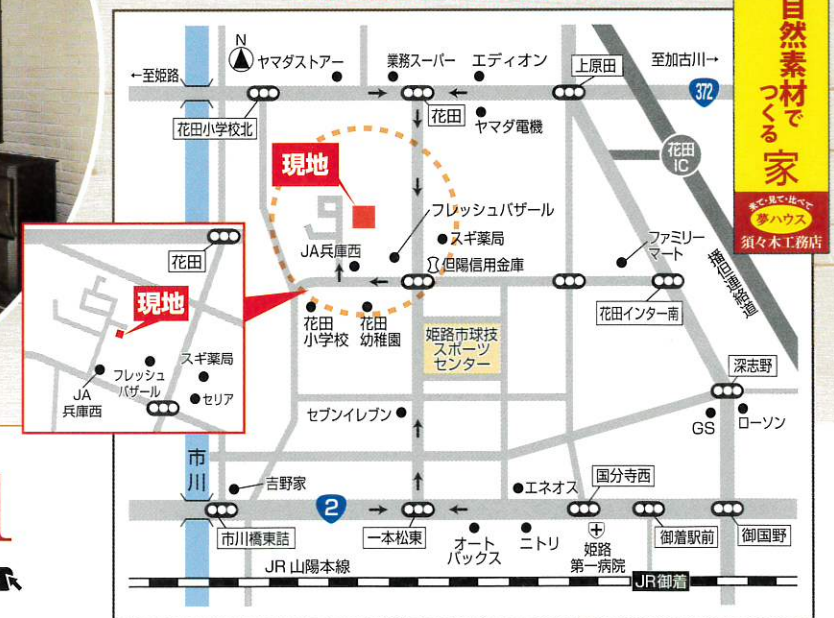 自然素材で
つくる
家
来て・見て・比べて
夢ハウス
須々木工務店
N
←至姫路
ヤマダストアー
業務スーパー
エディオン
上原田
至加古川→
372
花田小学校北
花田
ヤマダ電機
花田
IC
現地
フレッシュバザール
スギ薬局
JA兵庫西
但陽信用金庫
ファミリー
マート
播但連絡道
花田
小学校
花田
幼稚園
花田インター南
姫路市球技
スポーツ
センター
花田
現地
スギ薬局
フレッシュ
バザール
JA
兵庫西
セリア
深志野
セブンイレブン
GS
ローソン
市川
吉野家
2
エネオス
国分寺西
市川橋東詰
一本松東
オート
バックス
ニトリ
姫路
第一病院
御着駅前
御国野
JR山陽本線
JR御着